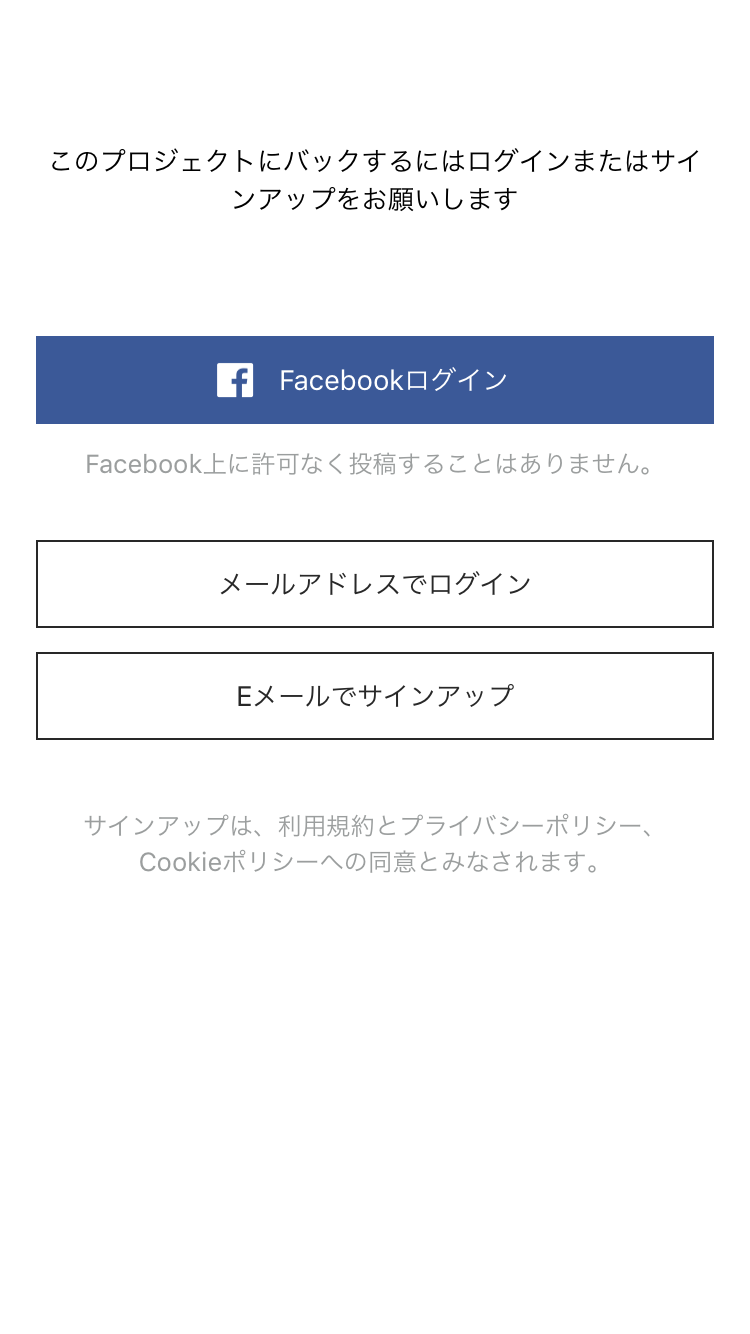 このプロジェクトにバックするにはログインまたはサイ
ンアップをお願いします
Facebookログイン
Facebook上に許可なく投稿することはありません。
メールアドレスでログイン
Eメールでサインアップ
サインアップは、利用規約とプライバシーポリシー、
Cookieポリシーへの同意とみなされます。